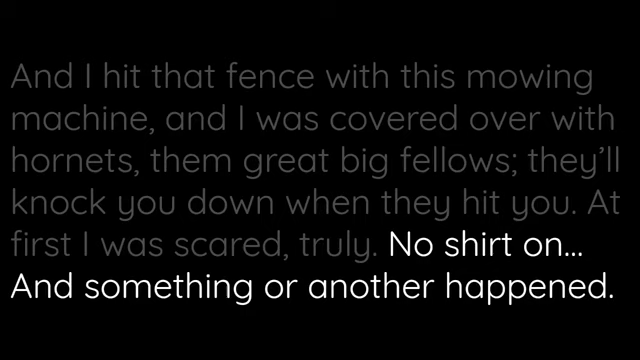 And I hit that fence with this mowing
machine, and I was covered over with
hornets, them great big fellows; they’ll
knock you down when they hit you. At
first I was scared, truly. No shirt on...
And something or another happened.